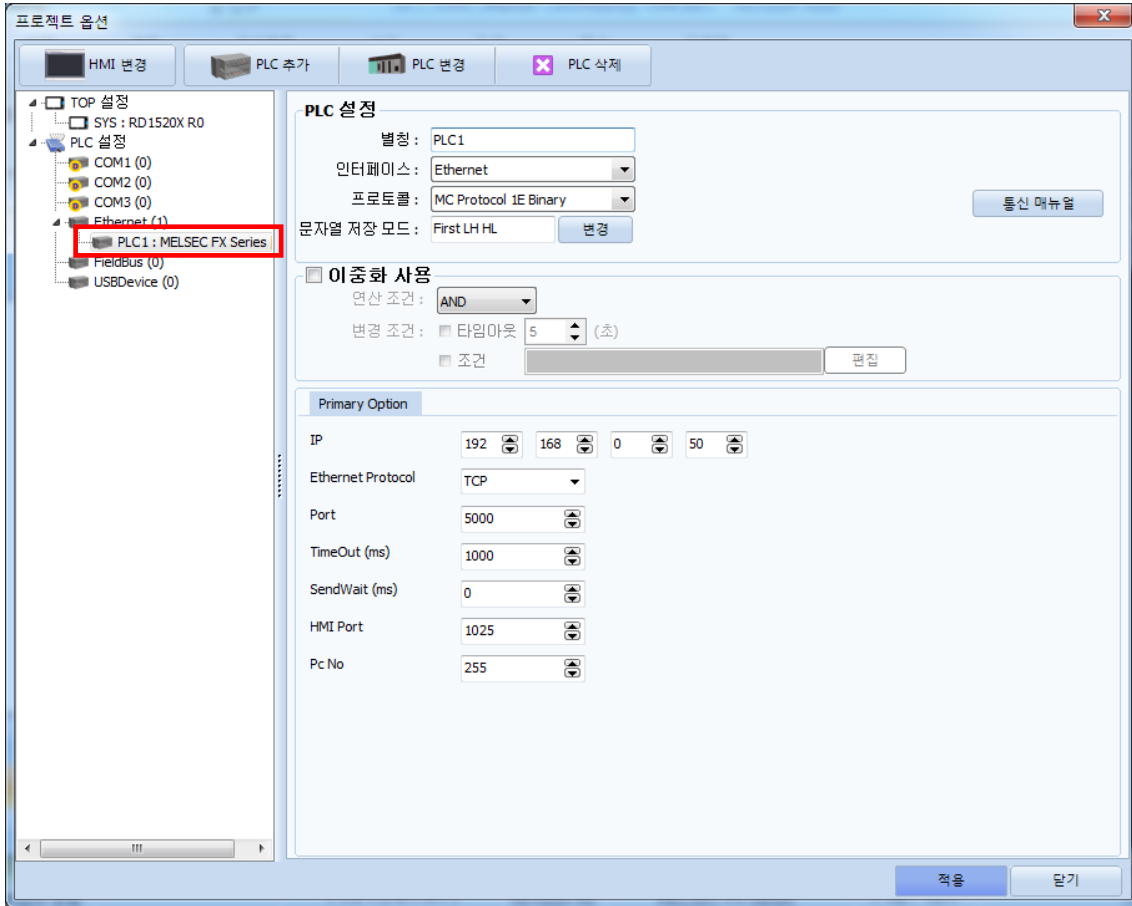 프로젝트 옵션
HMI 변경 PLC 추가 PLC 변경 PLC 삭제
TOP 설정
SYS : RD1520X R0
PLC 설정
COM1 (0)
COM2 (0)
COM3 (0)
Ethernet (1)
PLC1 : MELSEC FX Series
FieldBus (0)
USBDevice (0)
PLC 설정
별칭 : PLC1
인터페이스 : Ethernet
프로토콜 : MC Protocol 1E Binary
통신 매뉴얼
문자열 저장 모드 : First LH HL 변경
이중화 사용
연산 조건 : AND
변경 조건 : 타임아웃 5 (초)
조건 편집
Primary Option
IP 192 168 0 50
Ethernet Protocol TCP
Port 5000
TimeOut (ms) 1000
SendWait (ms) 0
HMI Port 1025
Pc No 255
적용 닫기